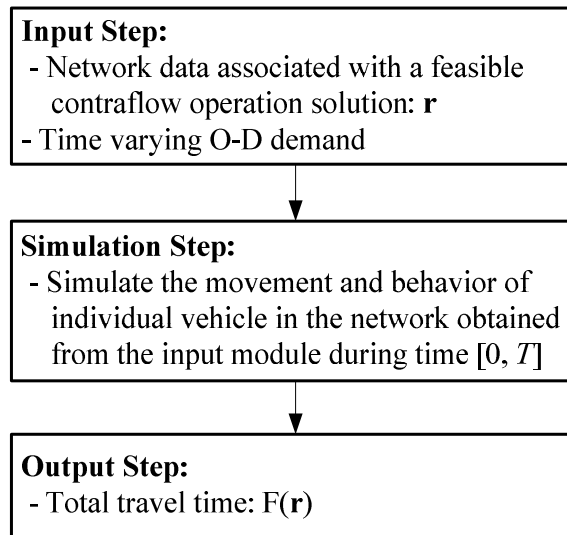 Input Step:
- Network data associated with a feasible
contraflow operation solution: r
- Time varying O-D demand
Simulation Step:
- Simulate the movement and behavior of
individual vehicle in the network obtained
from the input module during time [0, T]
Output Step:
- Total travel time: F(r)